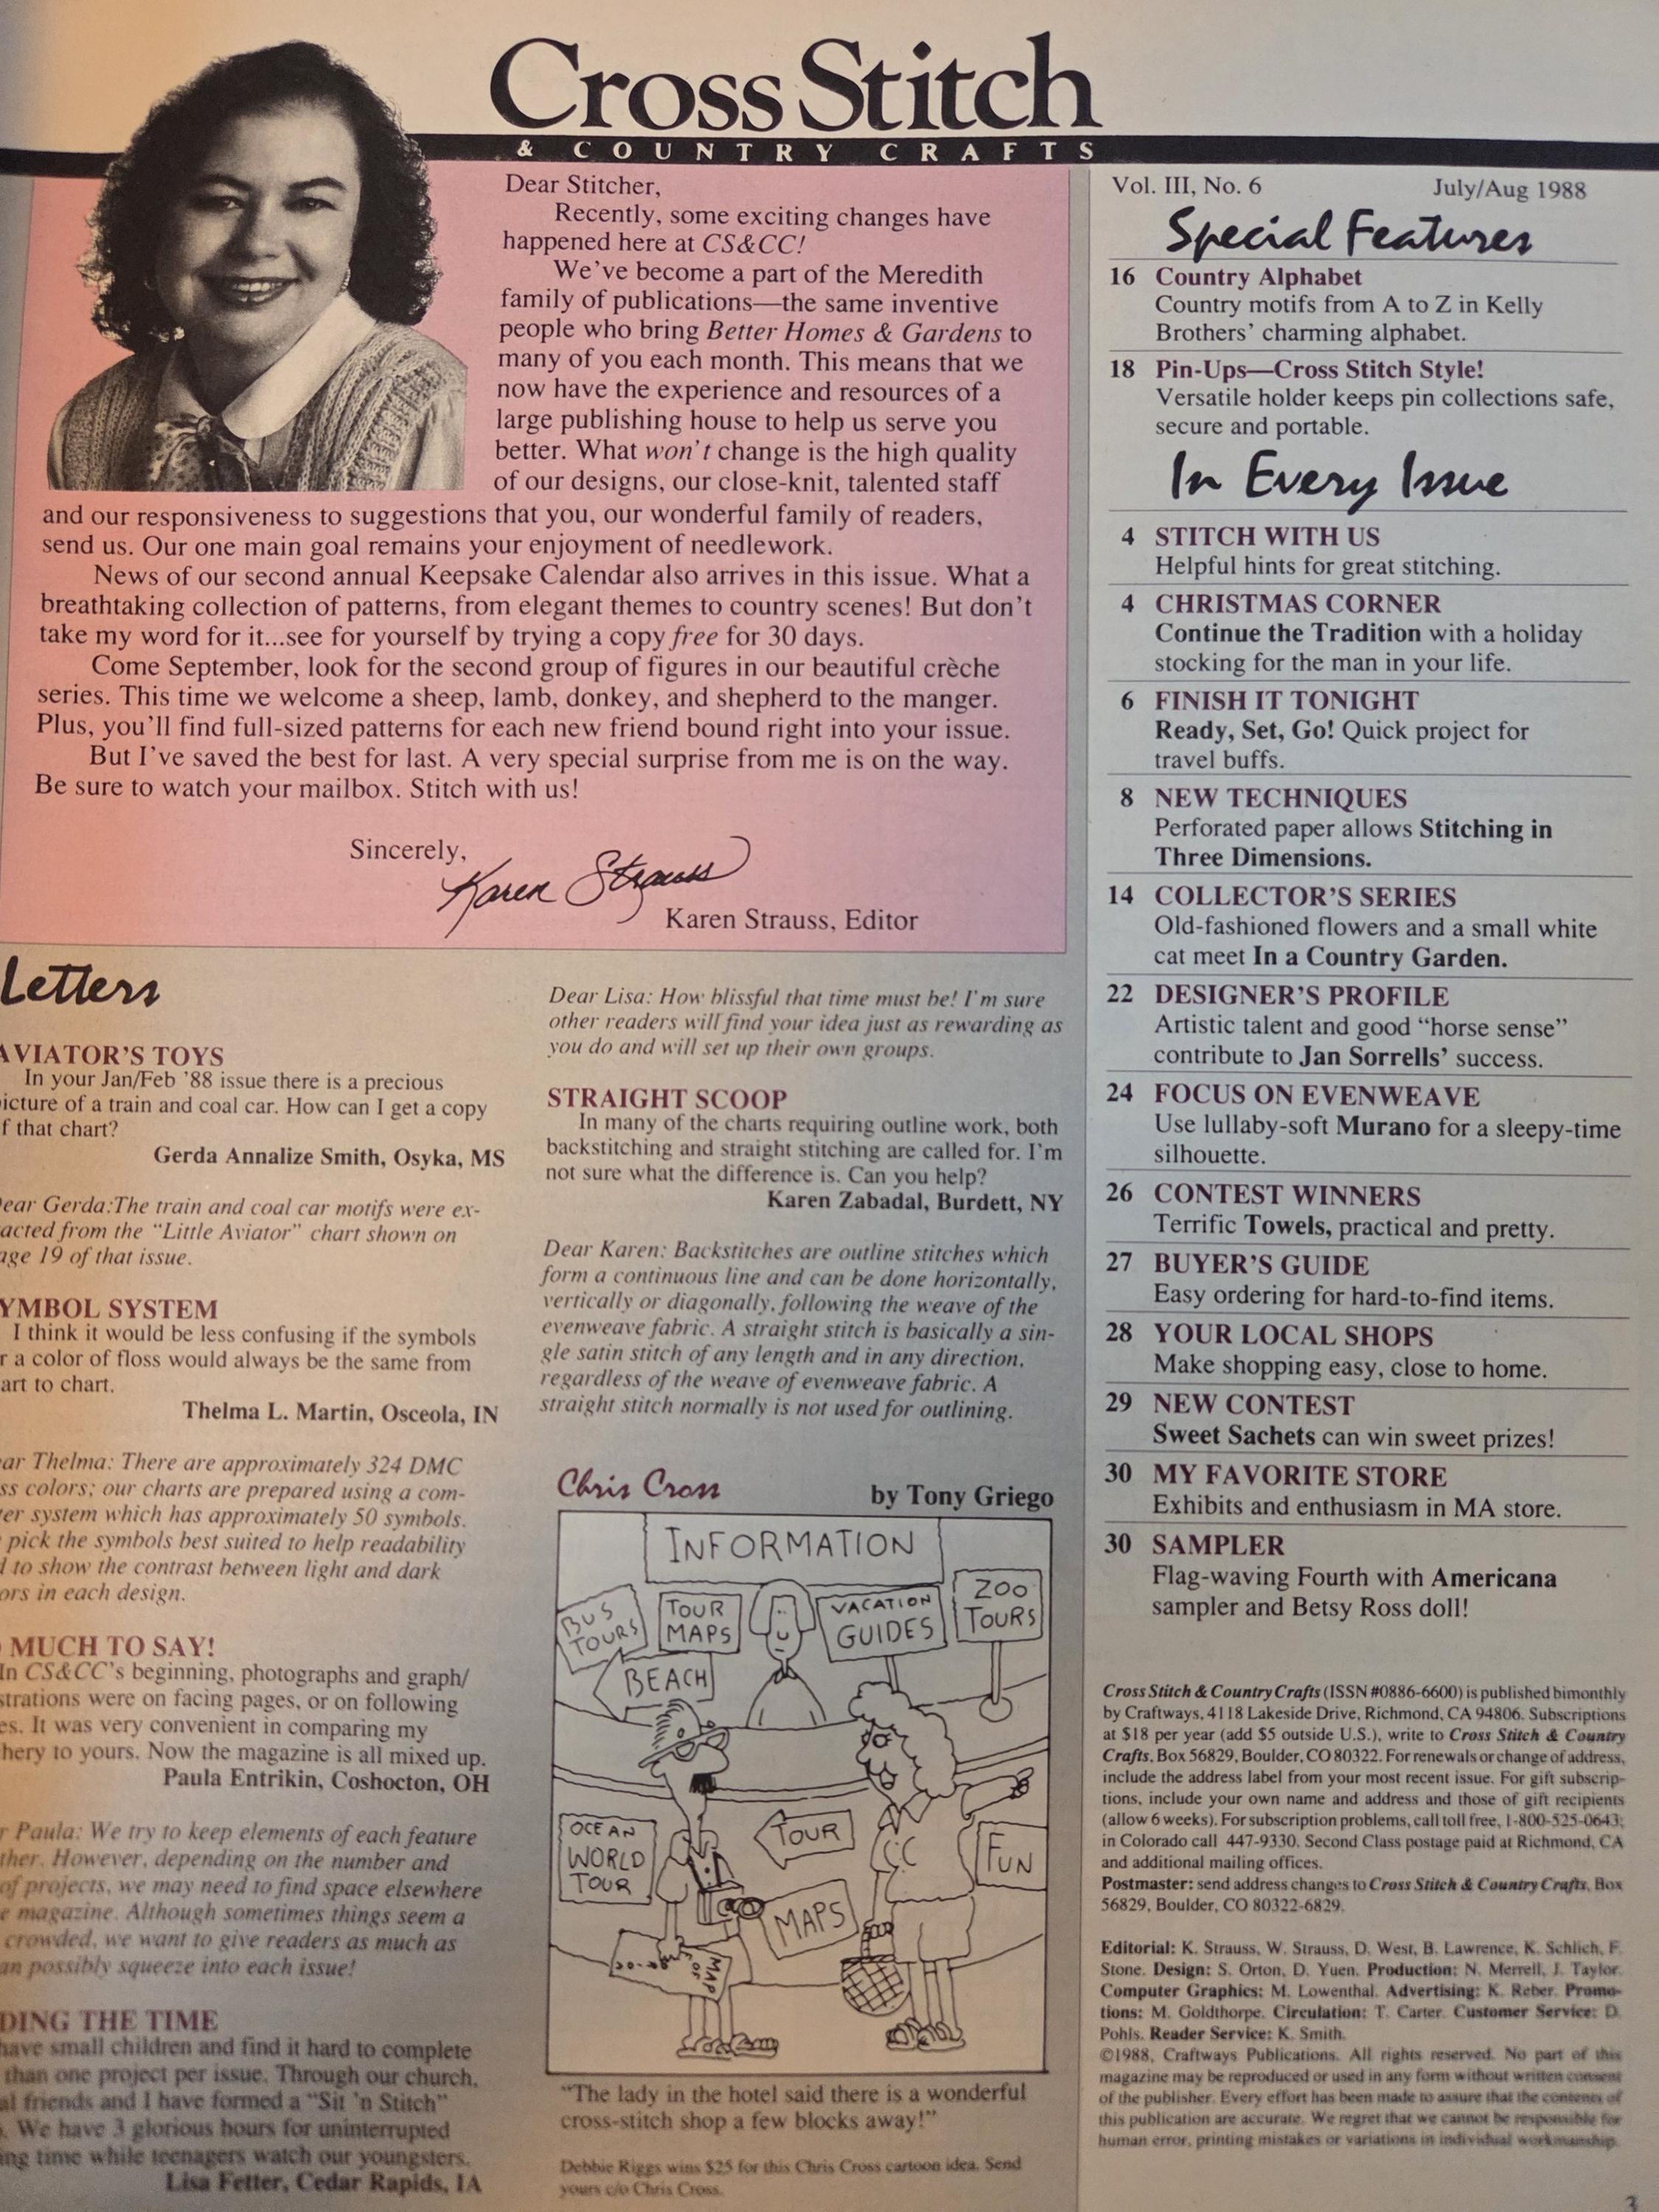 Cross Stitch
& COUNTRY CRAFTS
Dear Stitcher,
Recently, some exciting changes have
happened here at CS&CC!
We've become a part of the Meredith
family of publications—the same inventive
people who bring Better Homes & Gardens to
many of you each month. This means that we
now have the experience and resources of a
large publishing house to help us serve you
better. What won't change is the high quality
of our designs, our close-knit, talented staff
and our responsiveness to suggestions that you, our wonderful family of readers,
send us. Our one main goal remains your enjoyment of needlework.
News of our second annual Keepsake Calendar also arrives in this issue. What a
breathtaking collection of patterns, from elegant themes to country scenes! But don't
take my word for it...see for yourself by trying a copy free for 30 days.
Come September, look for the second group of figures in our beautiful crèche
series. This time we welcome a sheep, lamb, donkey, and shepherd to the manger.
Plus, you'll find full-sized patterns for each new friend bound right into your issue.
But I've saved the best for last. A very special surprise from me is on the way.
Be sure to watch your mailbox. Stitch with us!
Sincerely,
Karen Strauss
Karen Strauss, Editor
Letters
AVIATOR'S TOYS
In your Jan/Feb '88 issue there is a precious
icture of a train and coal car. How can I get a copy
f that chart?
Gerda Annalize Smith, Osyka, MS
ear Gerda:The train and coal car motifs were ex-
acted from the "Little Aviator" chart shown on
age 19 of that issue.
YMBOL SYSTEM
I think it would be less confusing if the symbols
r a color of floss would always be the same from
art to chart.
Thelma L. Martin, Osceola, IN
ar Thelma: There are approximately 324 DMC
ss colors; our charts are prepared using a com-
ter system which has approximately 50 symbols.
pick the symbols best suited to help readability
d to show the contrast between light and dark
ors in each design.
MUCH TO SAY!
In CS&CC's beginning, photographs and graph/
strations were on facing pages, or on following
es. It was very convenient in comparing my
hery to yours. Now the magazine is all mixed up.
Paula Entrikin, Coshocton, OH
r Paula: We try to keep elements of each feature
ther. However, depending on the number and
of projects, we may need to find space elsewhere
e magazine. Although sometimes things seem a
crowded, we want to give readers as much as
an possibly squeeze into each issue!
DING THE TIME
have small children and find it hard to complete
than one project per issue. Through our church,
al friends and I have formed a "Sit 'n Stitch"
. We have 3 glorious hours for uninterrupted
ing time while teenagers watch our youngsters.
Lisa Fetter, Cedar Rapids, IA
Dear Lisa: How blissful that time must be! I'm sure
other readers will find your idea just as rewarding as
you do and will set up their own groups.
STRAIGHT SCOOP
In many of the charts requiring outline work, both
backstitching and straight stitching are called for. I'm
not sure what the difference is. Can you help?
Karen Zabadal, Burdett, NY
Dear Karen: Backstitches are outline stitches which
form a continuous line and can be done horizontally,
vertically or diagonally, following the weave of the
evenweave fabric. A straight stitch is basically a sin-
gle satin stitch of any length and in any direction,
regardless of the weave of evenweave fabric. A
straight stitch normally is not used for outlining.
Chris Cross
by Tony Griego
INFORMATION
BUS
TOURS
TOUR
MAPS
VACATION
GUIDES
ZOO
TOURS
BEACH
OCEAN
WORLD
TOUR
TOUR
CC
FUN
MAPS
MAP
FOR
"The lady in the hotel said there is a wonderful
cross-stitch shop a few blocks away!"
Debbie Riggs wins $25 for this Chris Cross cartoon idea. Send
yours c/o Chris Cross.
Vol. III, No. 6
July/Aug 1988
Special Features
16 Country Alphabet
Country motifs from A to Z in Kelly
Brothers' charming alphabet.
18 Pin-Ups—Cross Stitch Style!
Versatile holder keeps pin collections safe,
secure and portable.
In Every Issue
4 STITCH WITH US
Helpful hints for great stitching.
4 CHRISTMAS CORNER
Continue the Tradition with a holiday
stocking for the man in your life.
6 FINISH IT TONIGHT
Ready, Set, Go! Quick project for
travel buffs.
8 NEW TECHNIQUES
Perforated paper allows Stitching in
Three Dimensions.
14 COLLECTOR'S SERIES
Old-fashioned flowers and a small white
cat meet In a Country Garden.
22 DESIGNER'S PROFILE
Artistic talent and good "horse sense"
contribute to Jan Sorrells' success.
24 FOCUS ON EVENWEAVE
Use lullaby-soft Murano for a sleepy-time
silhouette.
26 CONTEST WINNERS
Terrific Towels, practical and pretty.
27 BUYER'S GUIDE
Easy ordering for hard-to-find items.
28 YOUR LOCAL SHOPS
Make shopping easy, close to home.
29 NEW CONTEST
Sweet Sachets can win sweet prizes!
30 MY FAVORITE STORE
Exhibits and enthusiasm in MA store.
30 SAMPLER
Flag-waving Fourth with Americana
sampler and Betsy Ross doll!
Cross Stitch & Country Crafts (ISSN #0886-6600) is published bimonthly
by Craftways, 4118 Lakeside Drive, Richmond, CA 94806. Subscriptions
at $18 per year (add $5 outside U.S.), write to Cross Stitch & Country
Crafts, Box 56829, Boulder, CO 80322. For renewals or change of address,
include the address label from your most recent issue. For gift subscrip-
tions, include your own name and address and those of gift recipients
(allow 6 weeks). For subscription problems, call toll free, 1-800-525-0643;
in Colorado call 447-9330. Second Class postage paid at Richmond, CA
and additional mailing offices.
Postmaster: send address changes to Cross Stitch & Country Crafts, Box
56829, Boulder, CO 80322-6829.
Editorial: K. Strauss, W. Strauss, D. West, B. Lawrence, K. Schlich, F.
Stone. Design: S. Orton, D. Yuen. Production: N. Merrell, J. Taylor.
Computer Graphics: M. Lowenthal. Advertising: K. Reber. Promo-
tions: M. Goldthorpe. Circulation: T. Carter. Customer Service: D.
Pohls. Reader Service: K. Smith.
©1988, Craftways Publications. All rights reserved. No part of this
magazine may be reproduced or used in any form without written consent
of the publisher. Every effort has been made to assure that the contents of
this publication are accurate. We regret that we cannot be responsible for
human error, printing mistakes or variations in individual workmanship.
3